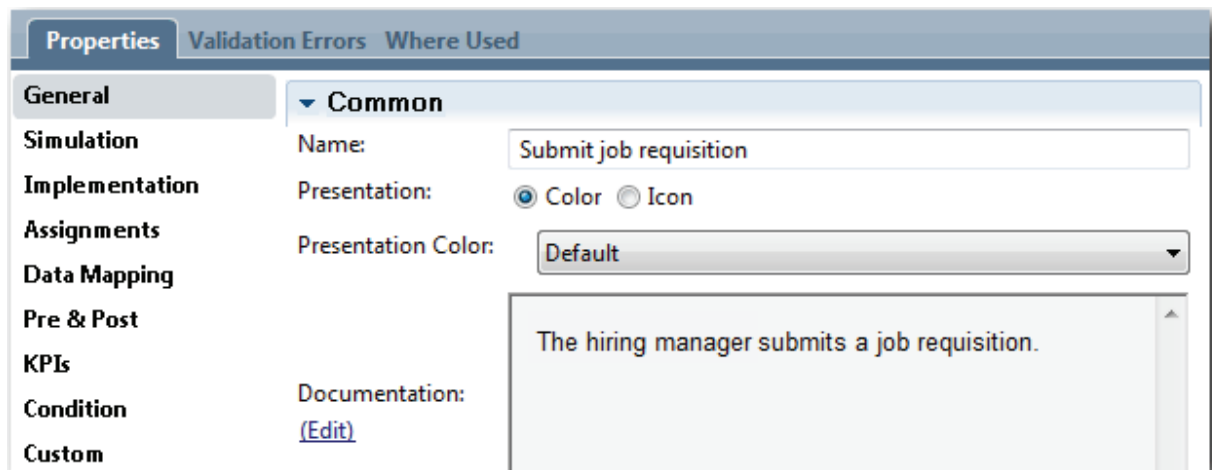 Properties Validation Errors Where Used
General
Simulation
Implementation
Assignments
Data Mapping
Pre & Post
KPIs
Condition
Custom
Common
Name: Submit job requisition
Presentation: Color Icon
Presentation Color: Default
Documentation:
(Edit)
The hiring manager submits a job requisition.